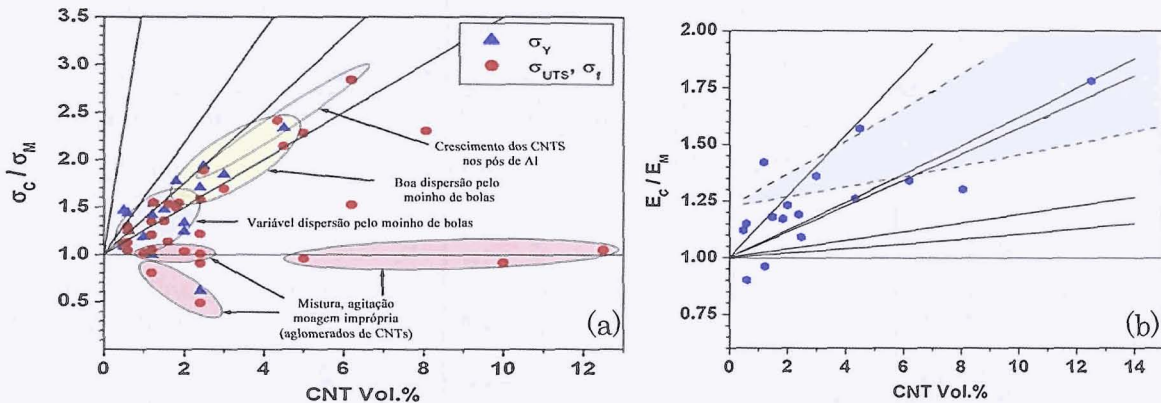 3.5
3.0
2.5
2.0
1.5
1.0
0.5
σC / σM
σY
σUTS, σf
Crescimento dos CNTS
nos pós de Al
Boa dispersão pelo
moinho de bolas
Variável dispersão pelo moinho de bolas
Mistura, agitação
moagem imprópria
(aglomerados de CNTs)
(a)
0 2 4 6 8 10 12
CNT Vol.%
2.00
1.75
1.50
1.25
1.00
0.75
EC / EM
(b)
0 2 4 6 8 10 12 14
CNT Vol.%